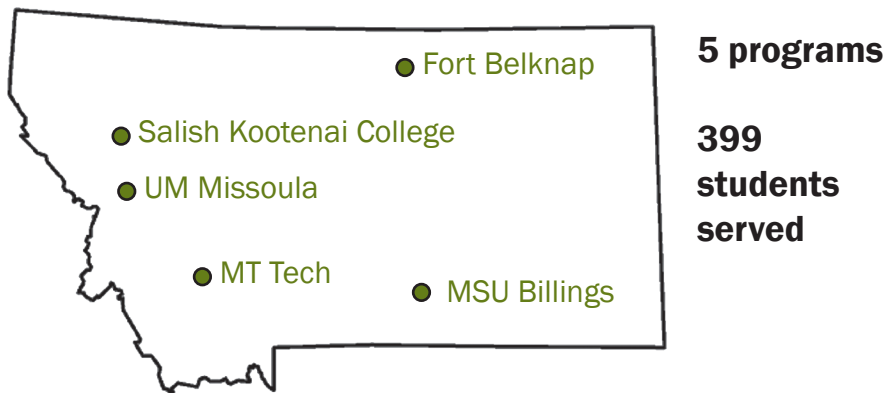 Fort Belknap
Salish Kootenai College
UM Missoula
MT Tech
MSU Billings
5 programs
399
students
served